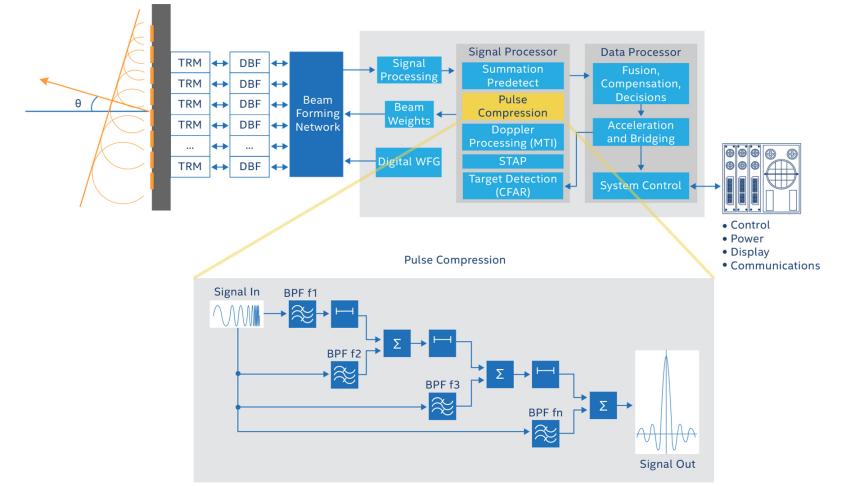 θ
TRM
DBF
TRM
DBF
TRM
DBF
TRM
DBF
...
...
TRM
DBF
Beam
Forming
Network
Signal
Processing
Beam
Weights
Digital WFG
Signal Processor
Summation
Predetect
Pulse
Compression
Doppler
Processing (MTI)
STAP
Target Detection
(CFAR)
Data Processor
Fusion,
Compensation,
Decisions
Acceleration
and Bridging
System Control
• Control
• Power
• Display
• Communications
Pulse Compression
Signal In
BPF f1
BPF f2
Σ
BPF f3
Σ
BPF fn
Σ
Signal Out